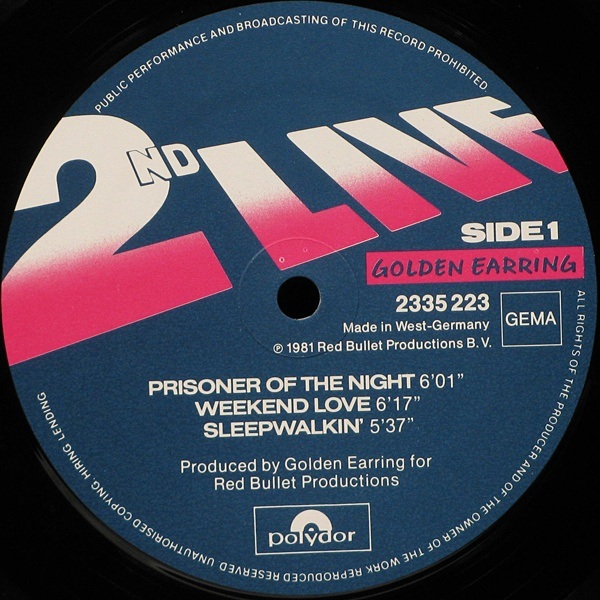 PUBLIC PERFORMANCE AND BROADCASTING OF THIS RECORD PROHIBITED.
2ND LIVE
SIDE 1
GOLDEN EARRING
2335 223
Made in West-Germany
GEMA
℗ 1981 Red Bullet Productions B.V.
PRISONER OF THE NIGHT 6'01"
WEEKEND LOVE 6'17"
SLEEPWALKIN' 5'37"
Produced by Golden Earring for
Red Bullet Productions
polydor
ALL RIGHTS OF THE PRODUCER AND OF THE OWNER OF THE WORK REPRODUCED RESERVED UNAUTHORISED COPYING, HIRING, LENDING